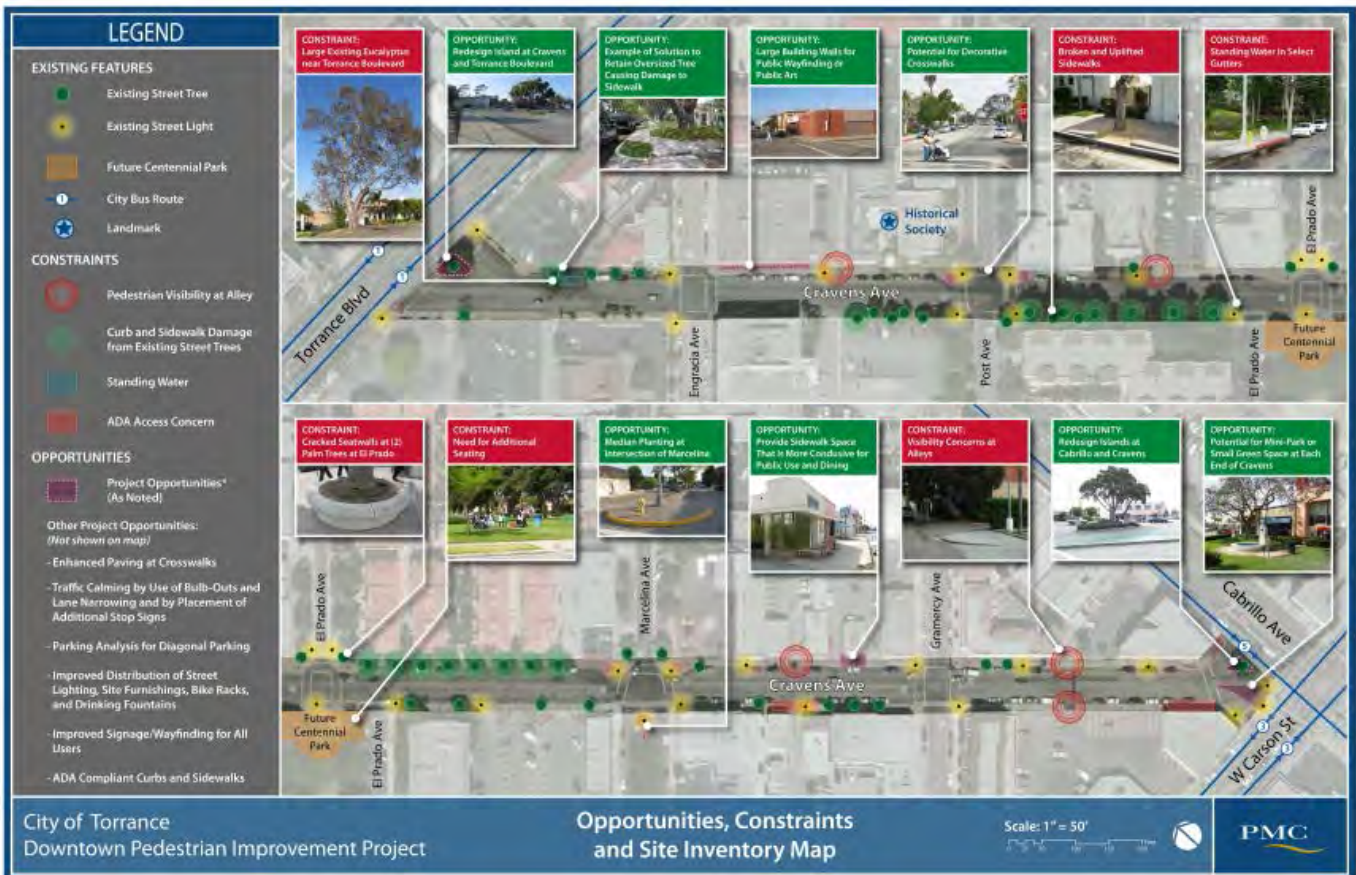 LEGEND
EXISTING FEATURES
Existing Street Tree
Existing Street Light
Future Centennial Park
1
City Bus Route
Landmark
CONSTRAINTS
Pedestrian Visibility at Alley
Curb and Sidewalk Damage
from Existing Street Trees
Standing Water
ADA Access Concern
OPPORTUNITIES
Project Opportunities*
(As Noted)
Other Project Opportunities:
(Not shown on map)
- Enhanced Paving at Crosswalks
- Traffic Calming by Use of Bulb-Outs and
Lane Narrowing and by Placement of
Additional Stop Signs
- Parking Analysis for Diagonal Parking
- Improved Distribution of Street
Lighting, Site Furnishings, Bike Racks,
and Drinking Fountains
- Improved Signage/Wayfinding for All
Users
- ADA Compliant Curbs and Sidewalks
CONSTRAINT:
Large Existing Eucalyptus
near Torrance Boulevard
OPPORTUNITY:
Redesign Island at Cravens
and Torrance Boulevard
OPPORTUNITY:
Example of Solution to
Retain Oversized Tree
Causing Damage to
Sidewalk
OPPORTUNITY:
Large Building Walls for
Public Wayfinding or
Public Art
OPPORTUNITY:
Potential for Decorative
Crosswalks
CONSTRAINT:
Broken and Uplifted
Sidewalks
CONSTRAINT:
Standing Water in Select
Gutters
Historical
Society
El Prado Ave
1
1
Torrance Blvd
Cravens Ave
Engracia Ave
Post Ave
El Prado Ave
Future
Centennial
Park
CONSTRAINT:
Cracked Seatwalls at (2)
Palm Trees at El Prado
CONSTRAINT:
Need for Additional
Seating
OPPORTUNITY:
Median Planting at
Intersection of Marcelina
OPPORTUNITY:
Provide Sidewalk Space
That Is More Condusive for
Public Use and Dining
CONSTRAINT:
Visibility Concerns at
Alleys
OPPORTUNITY:
Redesign Islands at
Cabrillo and Cravens
OPPORTUNITY:
Potential for Mini-Park or
Small Green Space at Each
End of Cravens
El Prado Ave
Marcelina Ave
Gramercy Ave
Cabrillo Ave
5
Cravens Ave
Future
Centennial
Park
El Prado Ave
3
3
W Carson St
City of Torrance
Downtown Pedestrian Improvement Project
Opportunities, Constraints
and Site Inventory Map
Scale: 1" = 50'
PMC